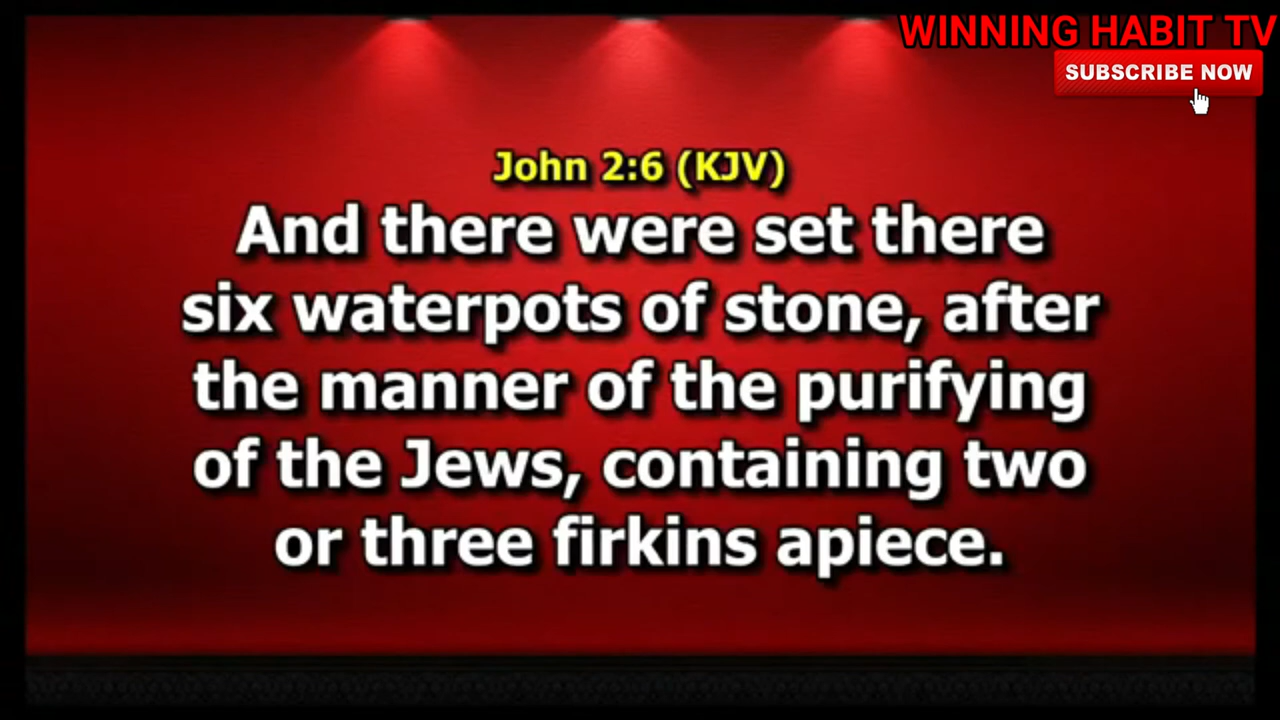 WINNING HABIT TV
SUBSCRIBE NOW
John 2:6 (KJV)
And there were set there
six waterpots of stone, after
the manner of the purifying
of the Jews, containing two
or three firkins apiece.